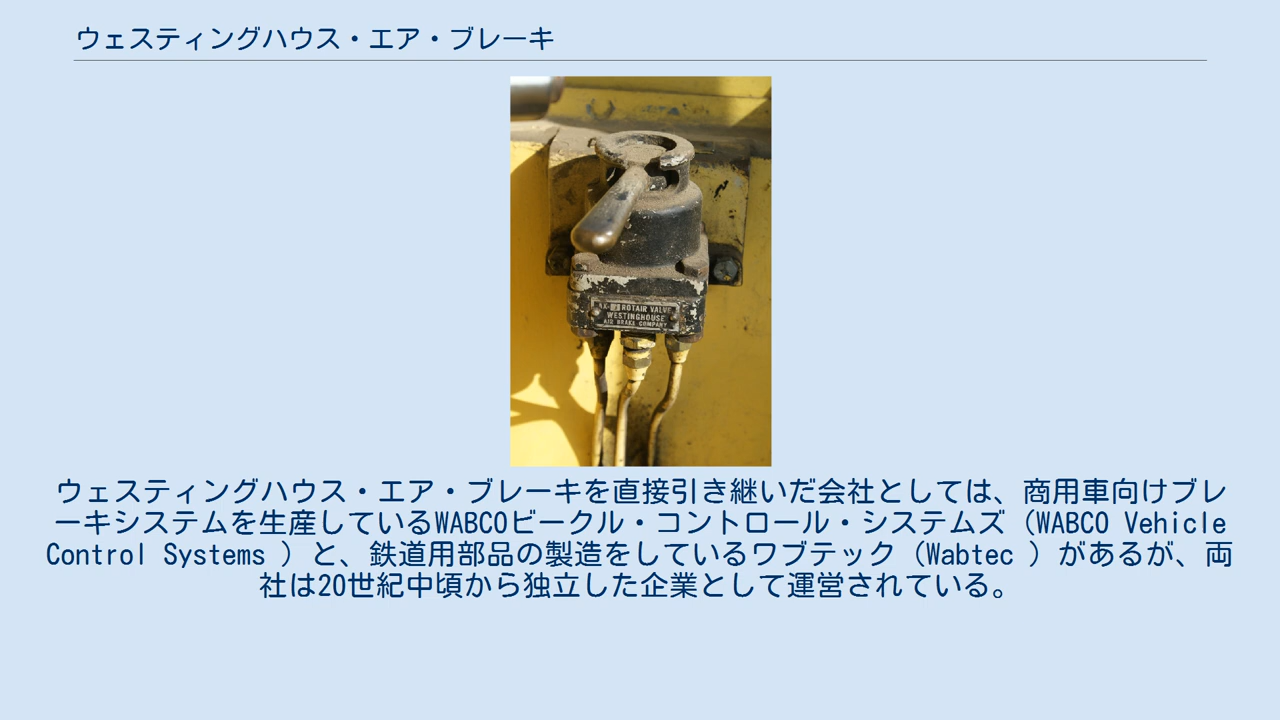 ウェスティングハウス・エア・ブレーキ
ROTAIR VALVE
WESTINGHOUSE
AIR BRAKE COMPANY
ウェスティングハウス・エア・ブレーキを直接引き継いだ会社としては、商用車向けブレ
ーキシステムを生産しているWABCOビークル・コントロール・システムズ（WABCO Vehicle
Control Systems ）と、鉄道用部品の製造をしているワブテック（Wabtec ）があるが、両
社は20世紀中頃から独立した企業として運営されている。